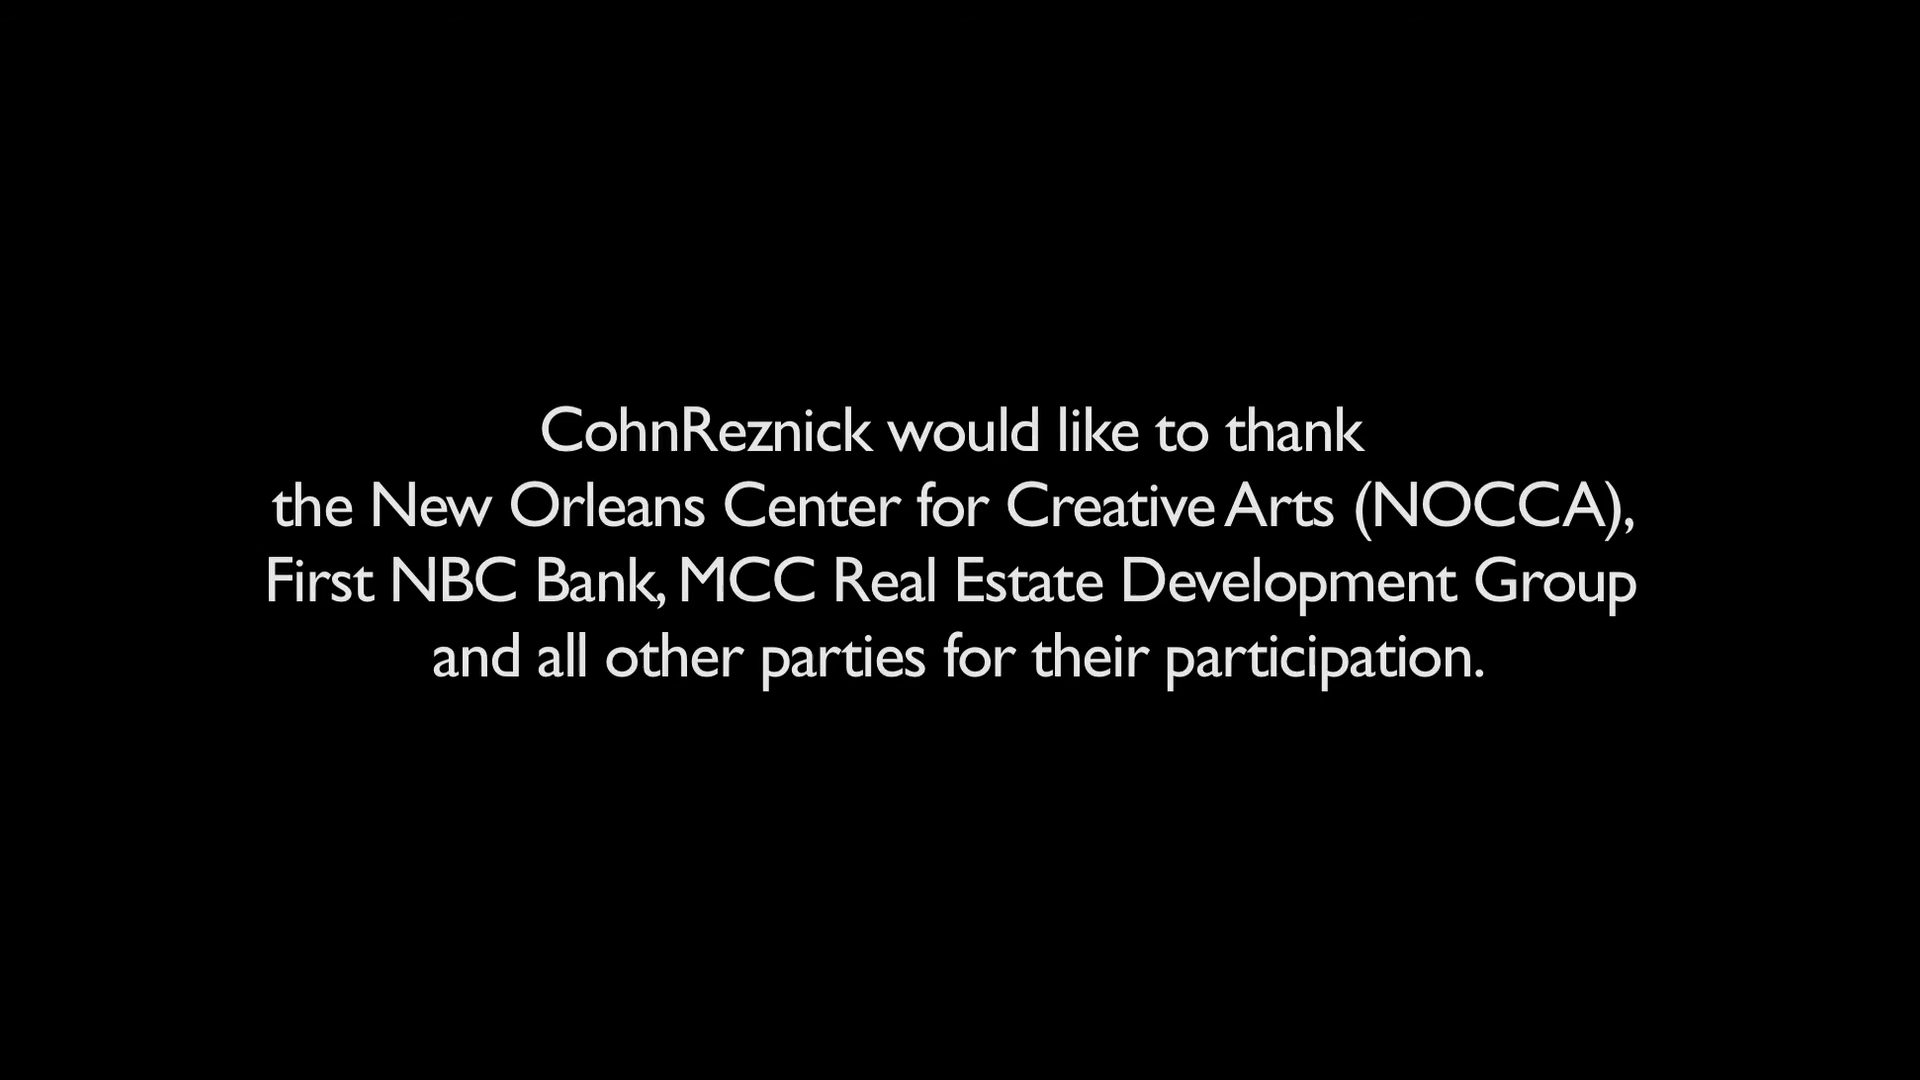 CohnReznick would like to thank
the New Orleans Center for Creative Arts (NOCCA),
First NBC Bank, MCC Real Estate Development Group
and all other parties for their participation.